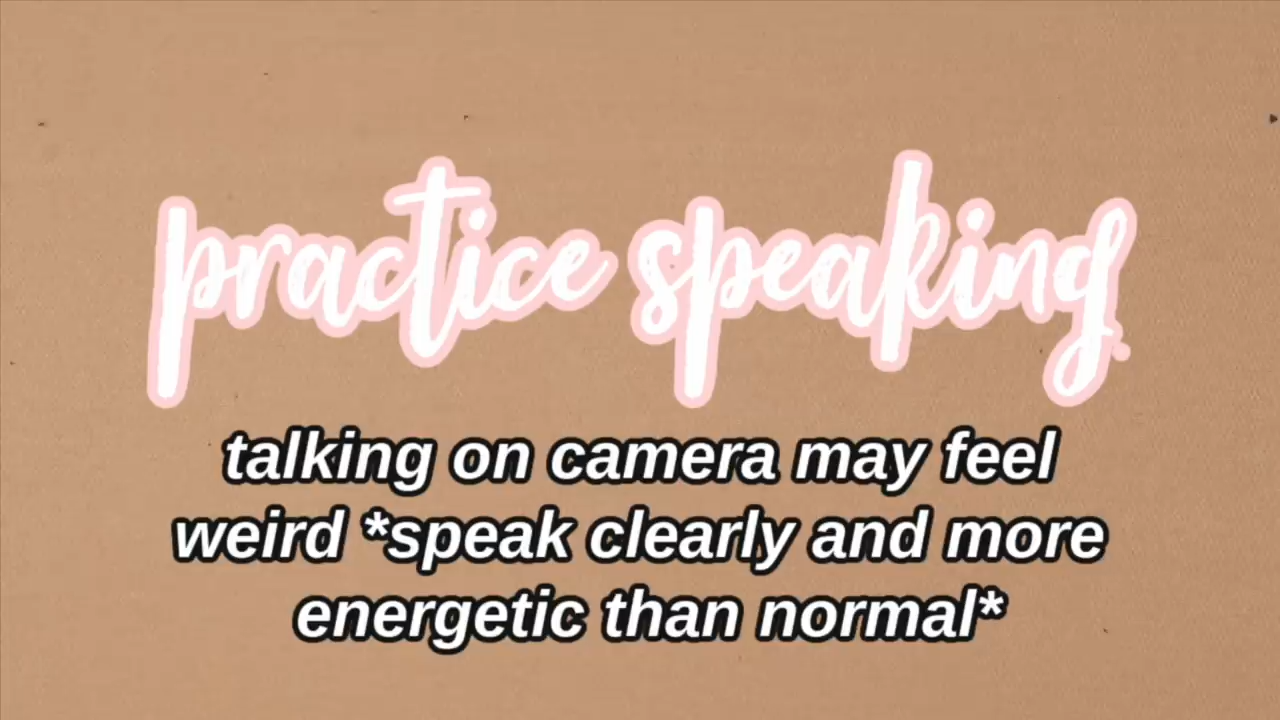 practice speaking
talking on camera may feel
weird *speak clearly and more
energetic than normal*